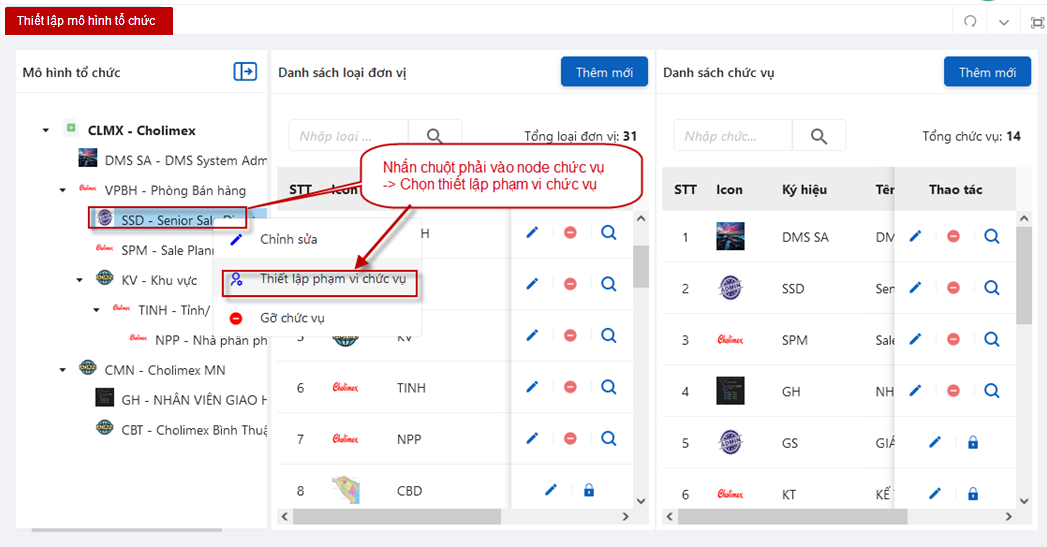 Thiết lập mô hình tổ chức
Mô hình tổ chức
CLMX - Cholimex
DMS SA - DMS System Adm
VPBH - Phòng Bán hàng
SSD - Senior Sale
SPM - Sale Plann
KV - Khu vực
TINH - Tỉnh/
NPP - Nhà phân ph
CMN - Cholimex MN
GH - NHÂN VIÊN GIAO H
CBT - Cholimex Bình Thuậ
Chỉnh sửa
Thiết lập phạm vi chức vụ
Gỡ chức vụ
Nhấn chuột phải vào node chức vụ
-> Chọn thiết lập phạm vi chức vụ
Danh sách loại đơn vị
Thêm mới
Nhập loại ...
Tổng loại đơn vị: 31
STT Icon
H
5 KV
6 Cholimex TINH
7 Cholimex NPP
8 CBD
Danh sách chức vụ
Thêm mới
Nhập chức...
Tổng chức vụ: 14
STT Icon Ký hiệu Tên Thao tác
1 DMS SA DM
2 ADMIN SSD Sen
3 Cholimex SPM Sale
4 GH NH
5 ADMIN GS GIÁ
6 Cholimex KT KẾ